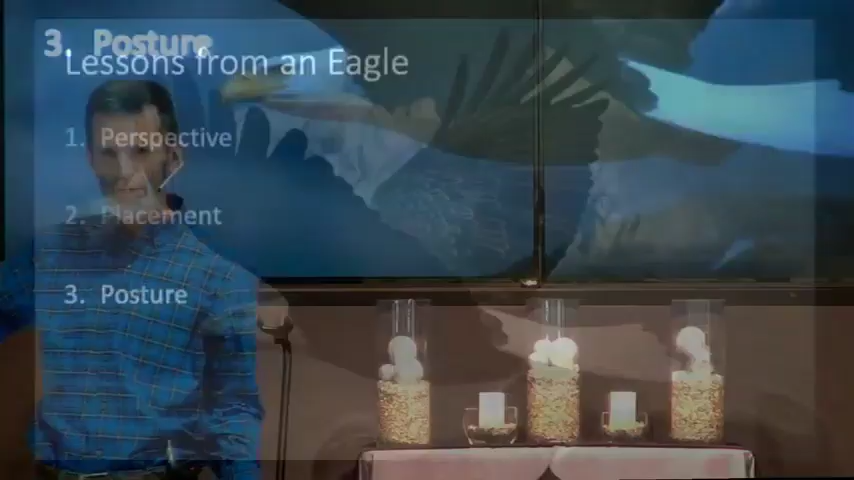 3. Posture
Lessons from an Eagle
1. Perspective
2. Placement
3. Posture